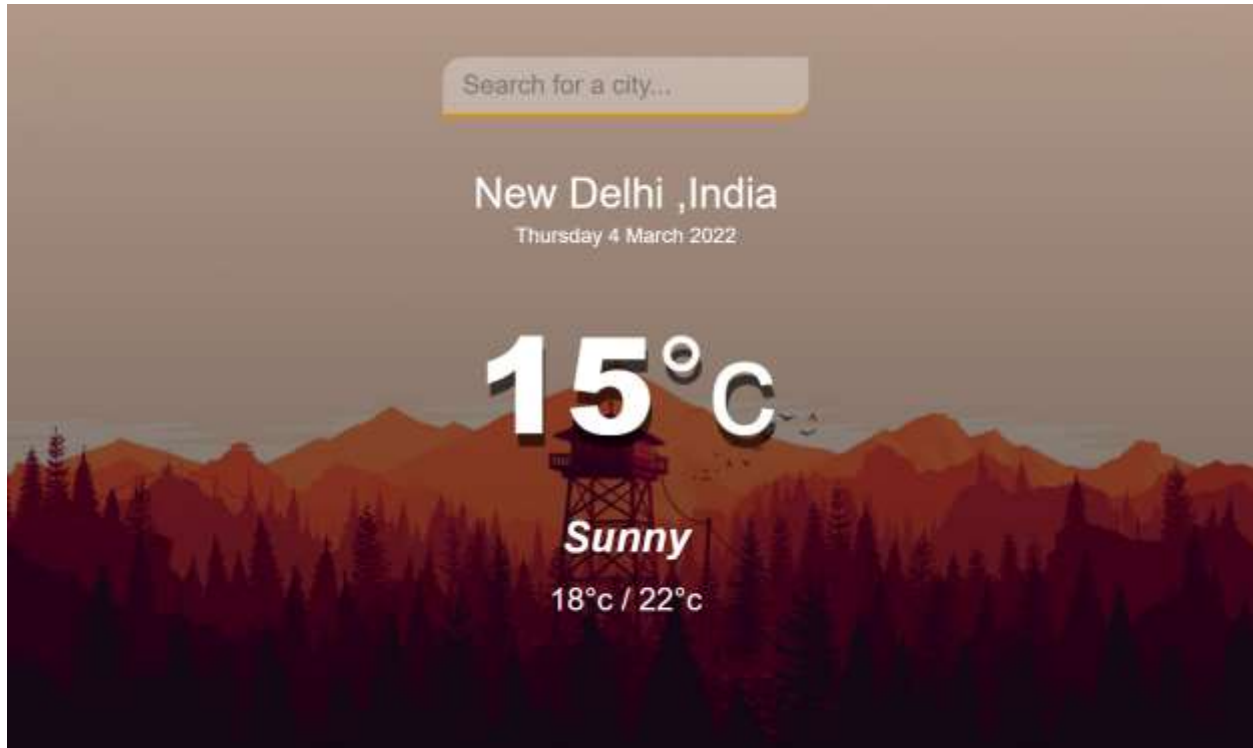 Search for a city...
New Delhi ,India
Thursday 4 March 2022
15°C
Sunny
18°c / 22°c